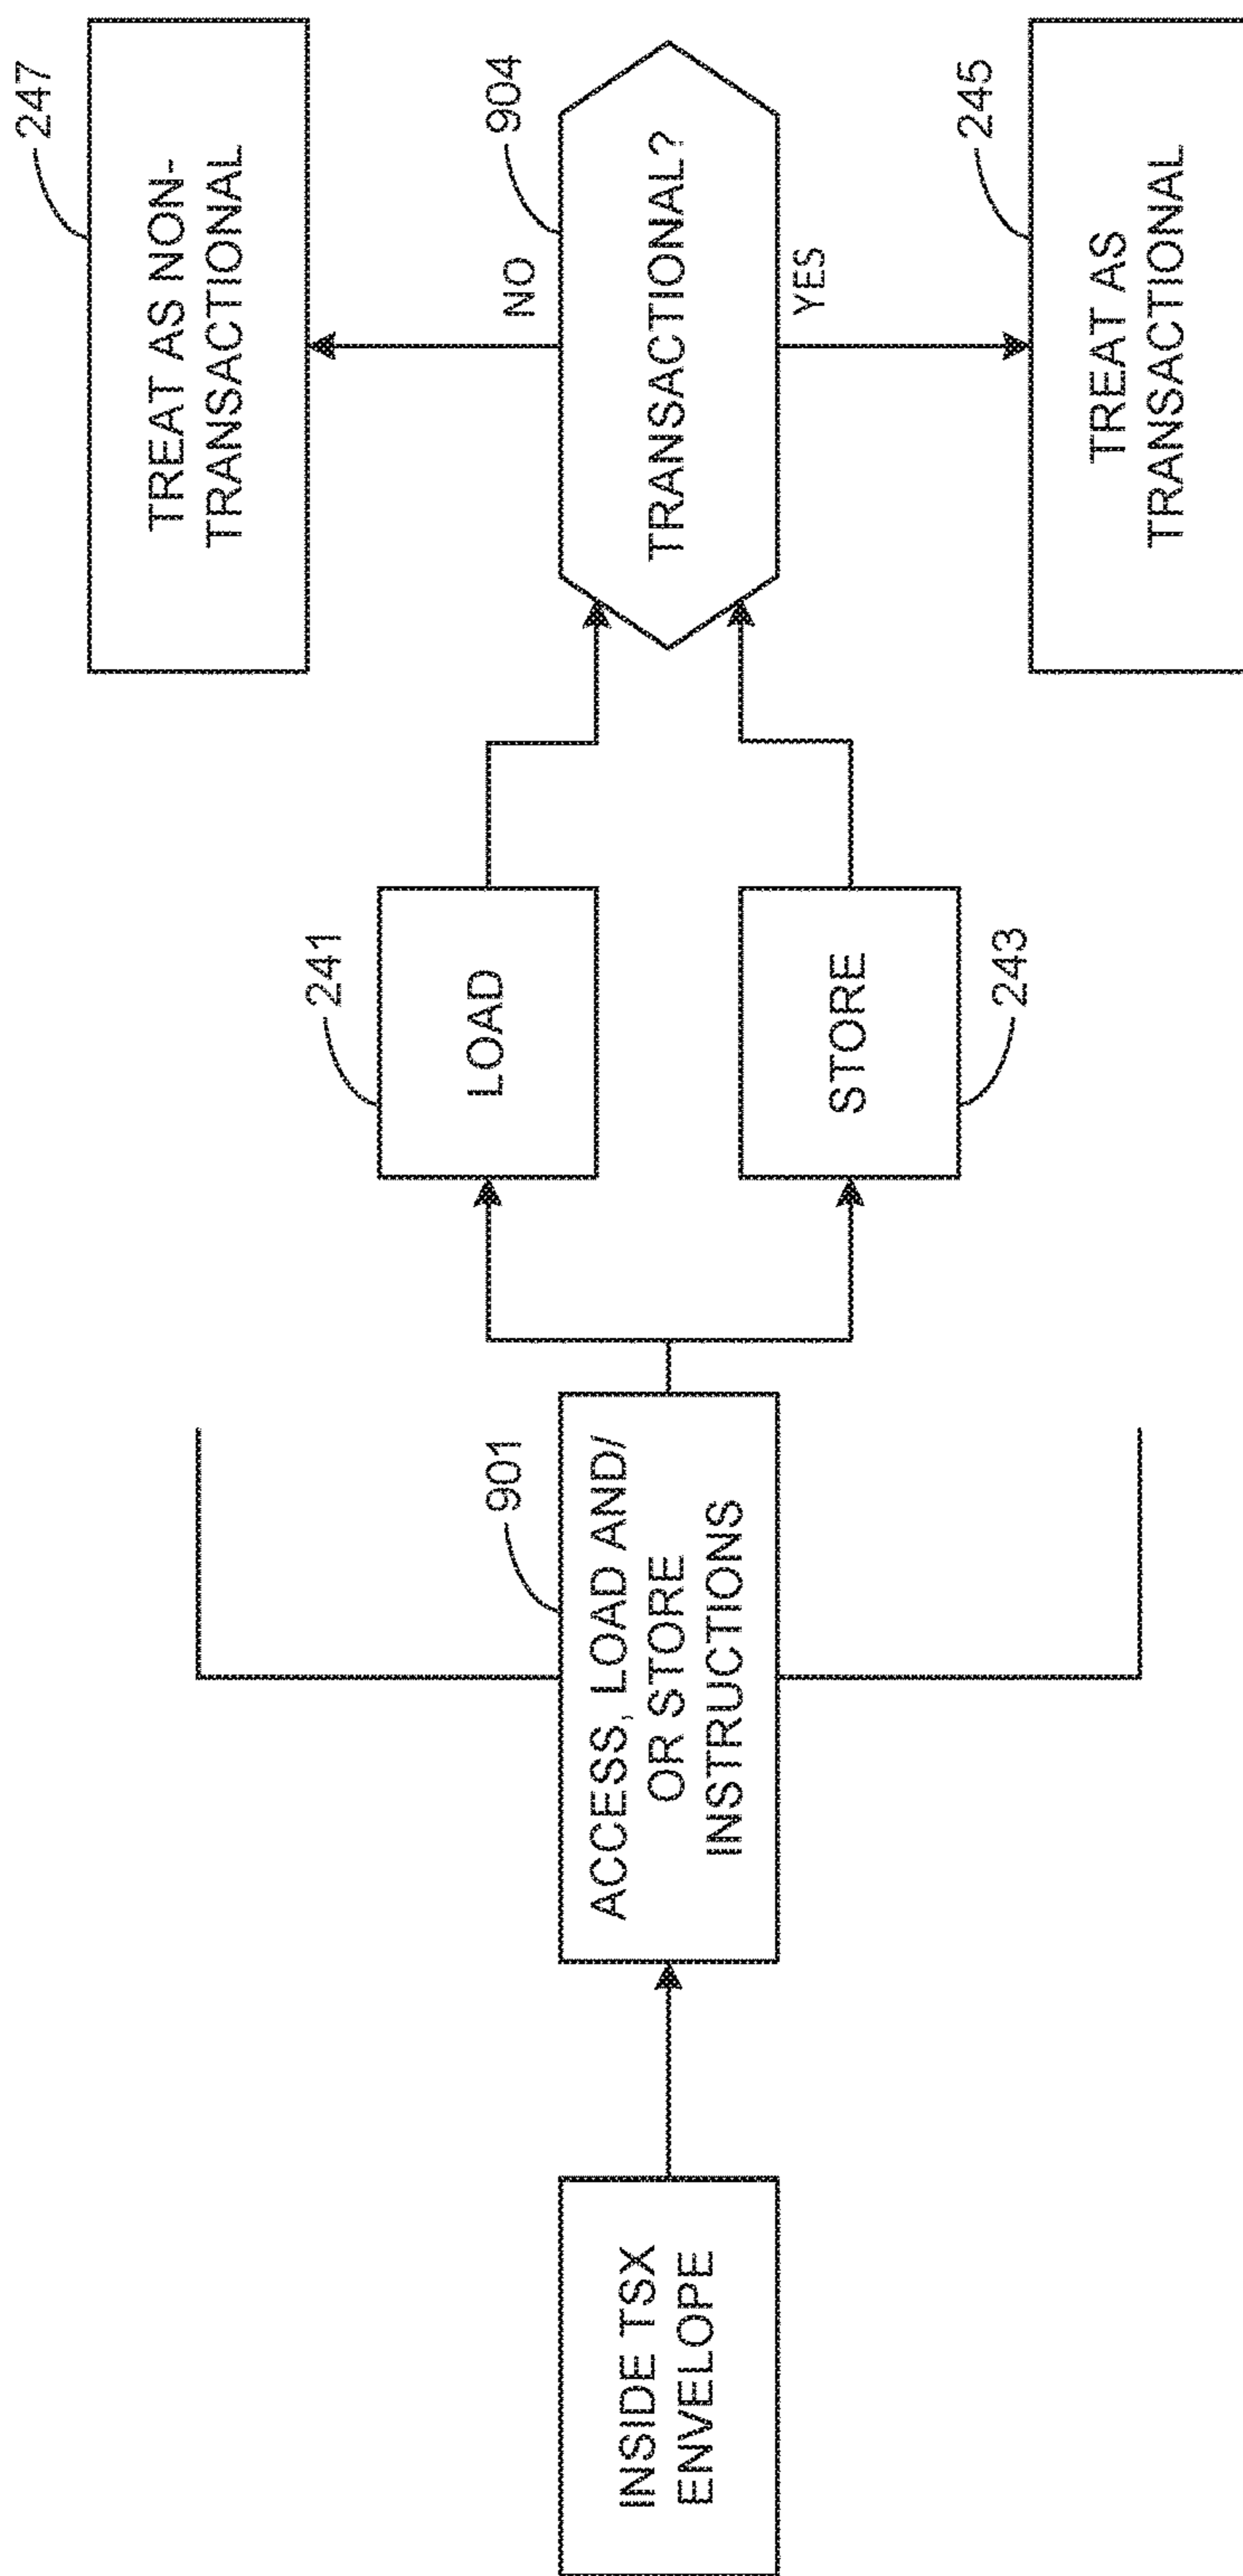 INSIDE TSX
ENVELOPE
901
ACCESS, LOAD AND/
OR STORE
INSTRUCTIONS
241
LOAD
STORE
243
904
TRANSACTIONAL?
NO
YES
247
TREAT AS NON-
TRANSACTIONAL
245
TREAT AS
TRANSACTIONAL